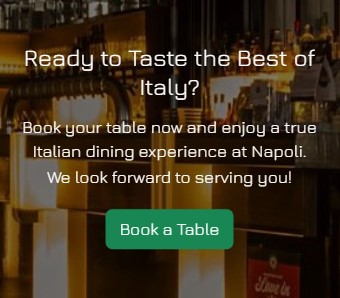 Ready to Taste the Best of
Italy?
Book your table now and enjoy a true
Italian dining experience at Napoli.
We look forward to serving you!
Book a Table